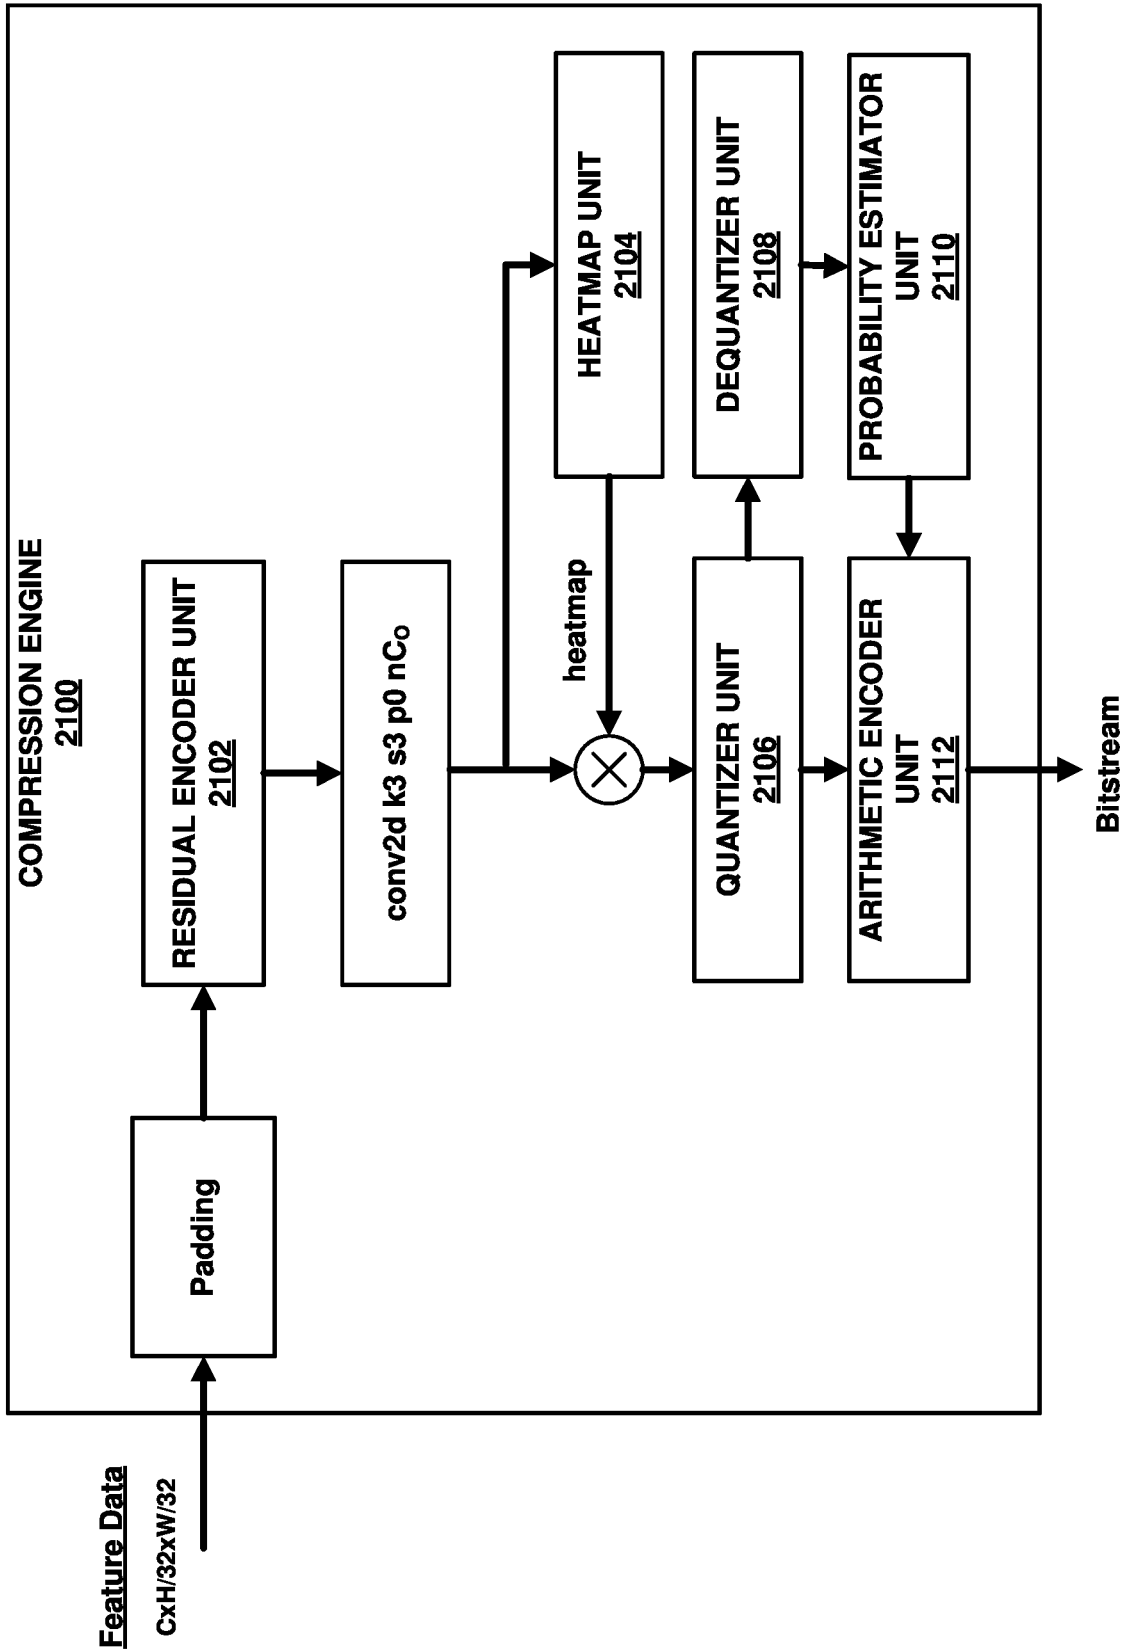 COMPRESSION ENGINE
2100
Feature Data
CxH/32xW/32
Padding
RESIDUAL ENCODER UNIT
2102
conv2d k3 s3 p0 nCO
HEATMAP UNIT
2104
heatmap
QUANTIZER UNIT
2106
DEQUANTIZER UNIT
2108
PROBABILITY ESTIMATOR
UNIT
2110
ARITHMETIC ENCODER
UNIT
2112
Bitstream